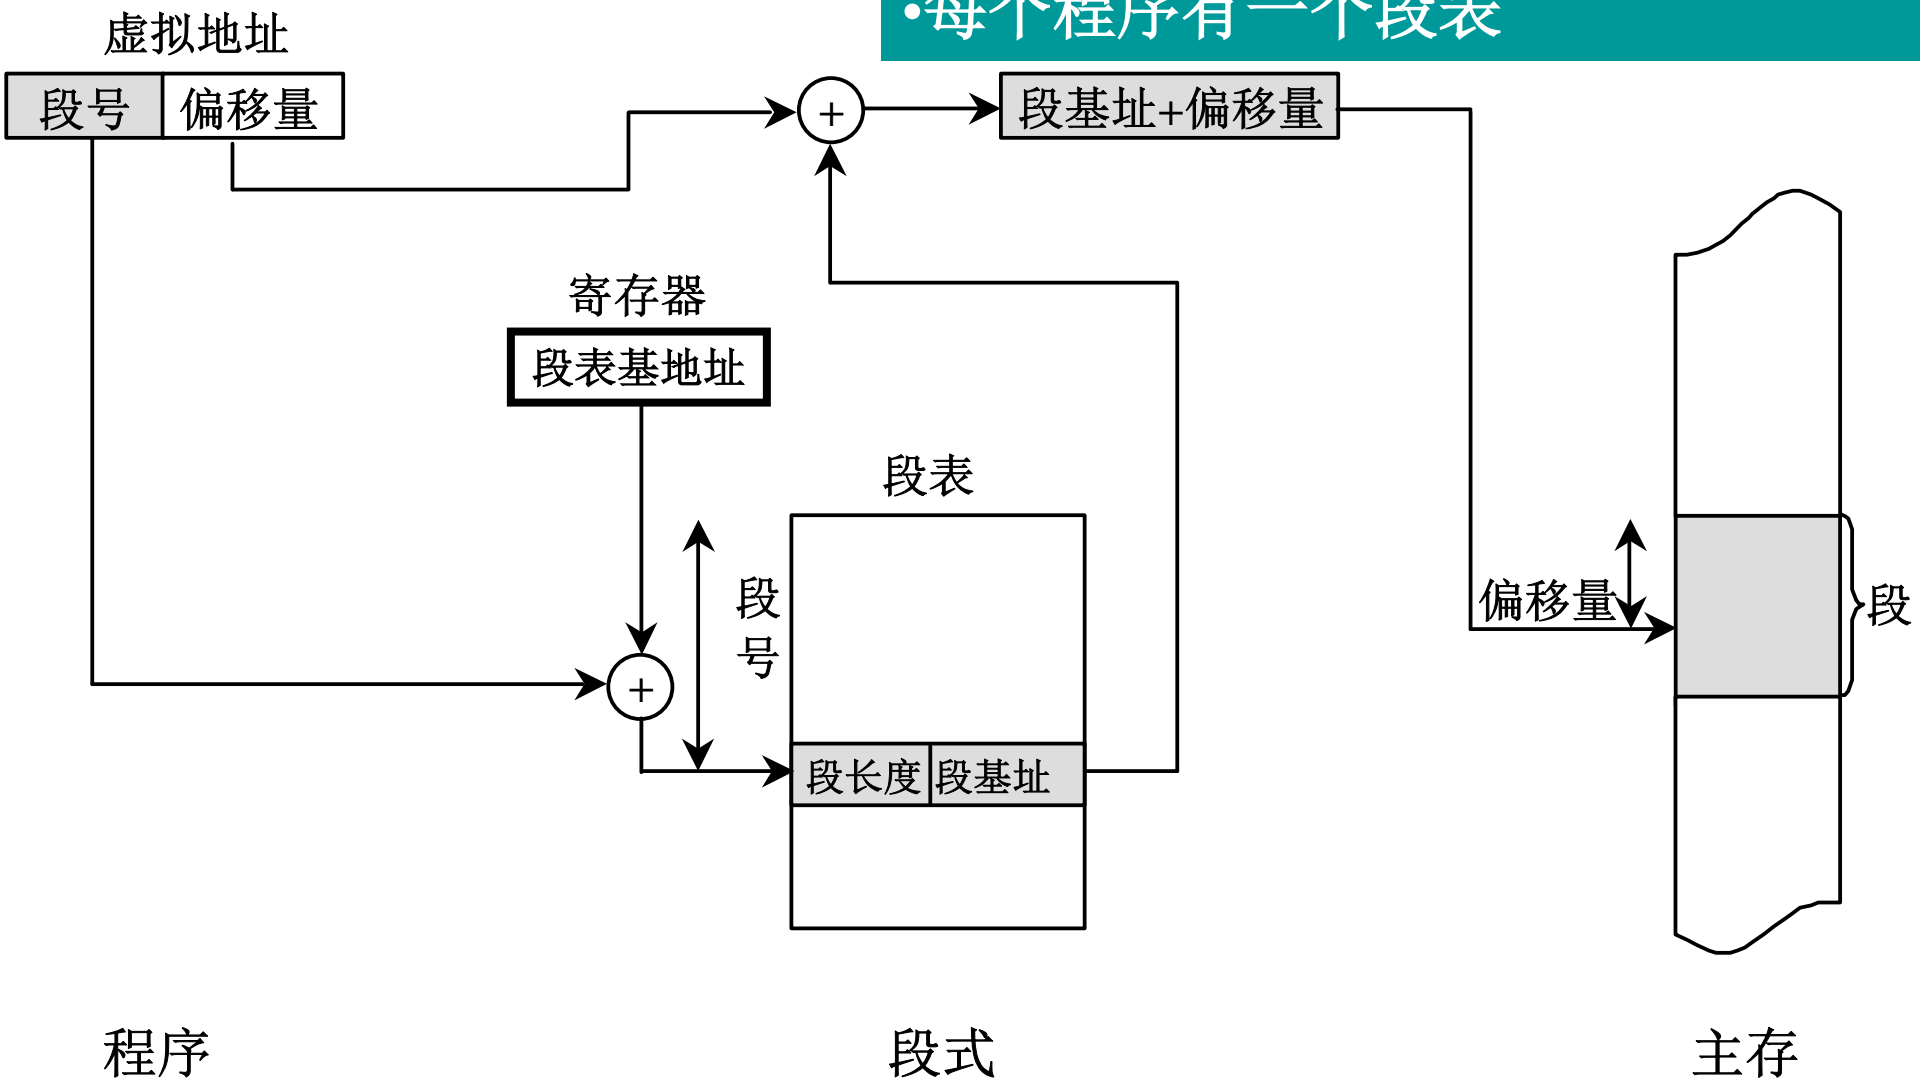 •每个程序有一个段表
虚拟地址
段号 偏移量
+
段基址+偏移量
寄存器
段表基地址
段表
段号
偏移量
段
+
段长度 段基址
程序
段式
主存